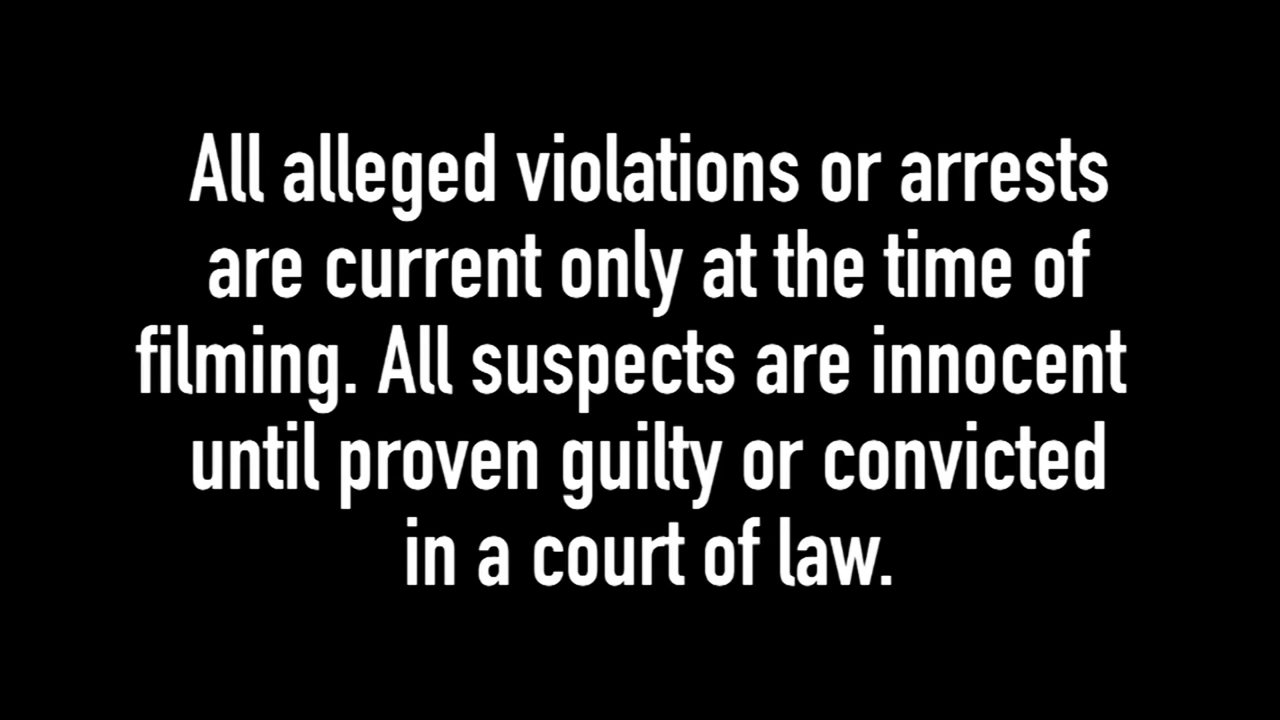 All alleged violations or arrests
are current only at the time of
filming. All suspects are innocent
until proven guilty or convicted
in a court of law.